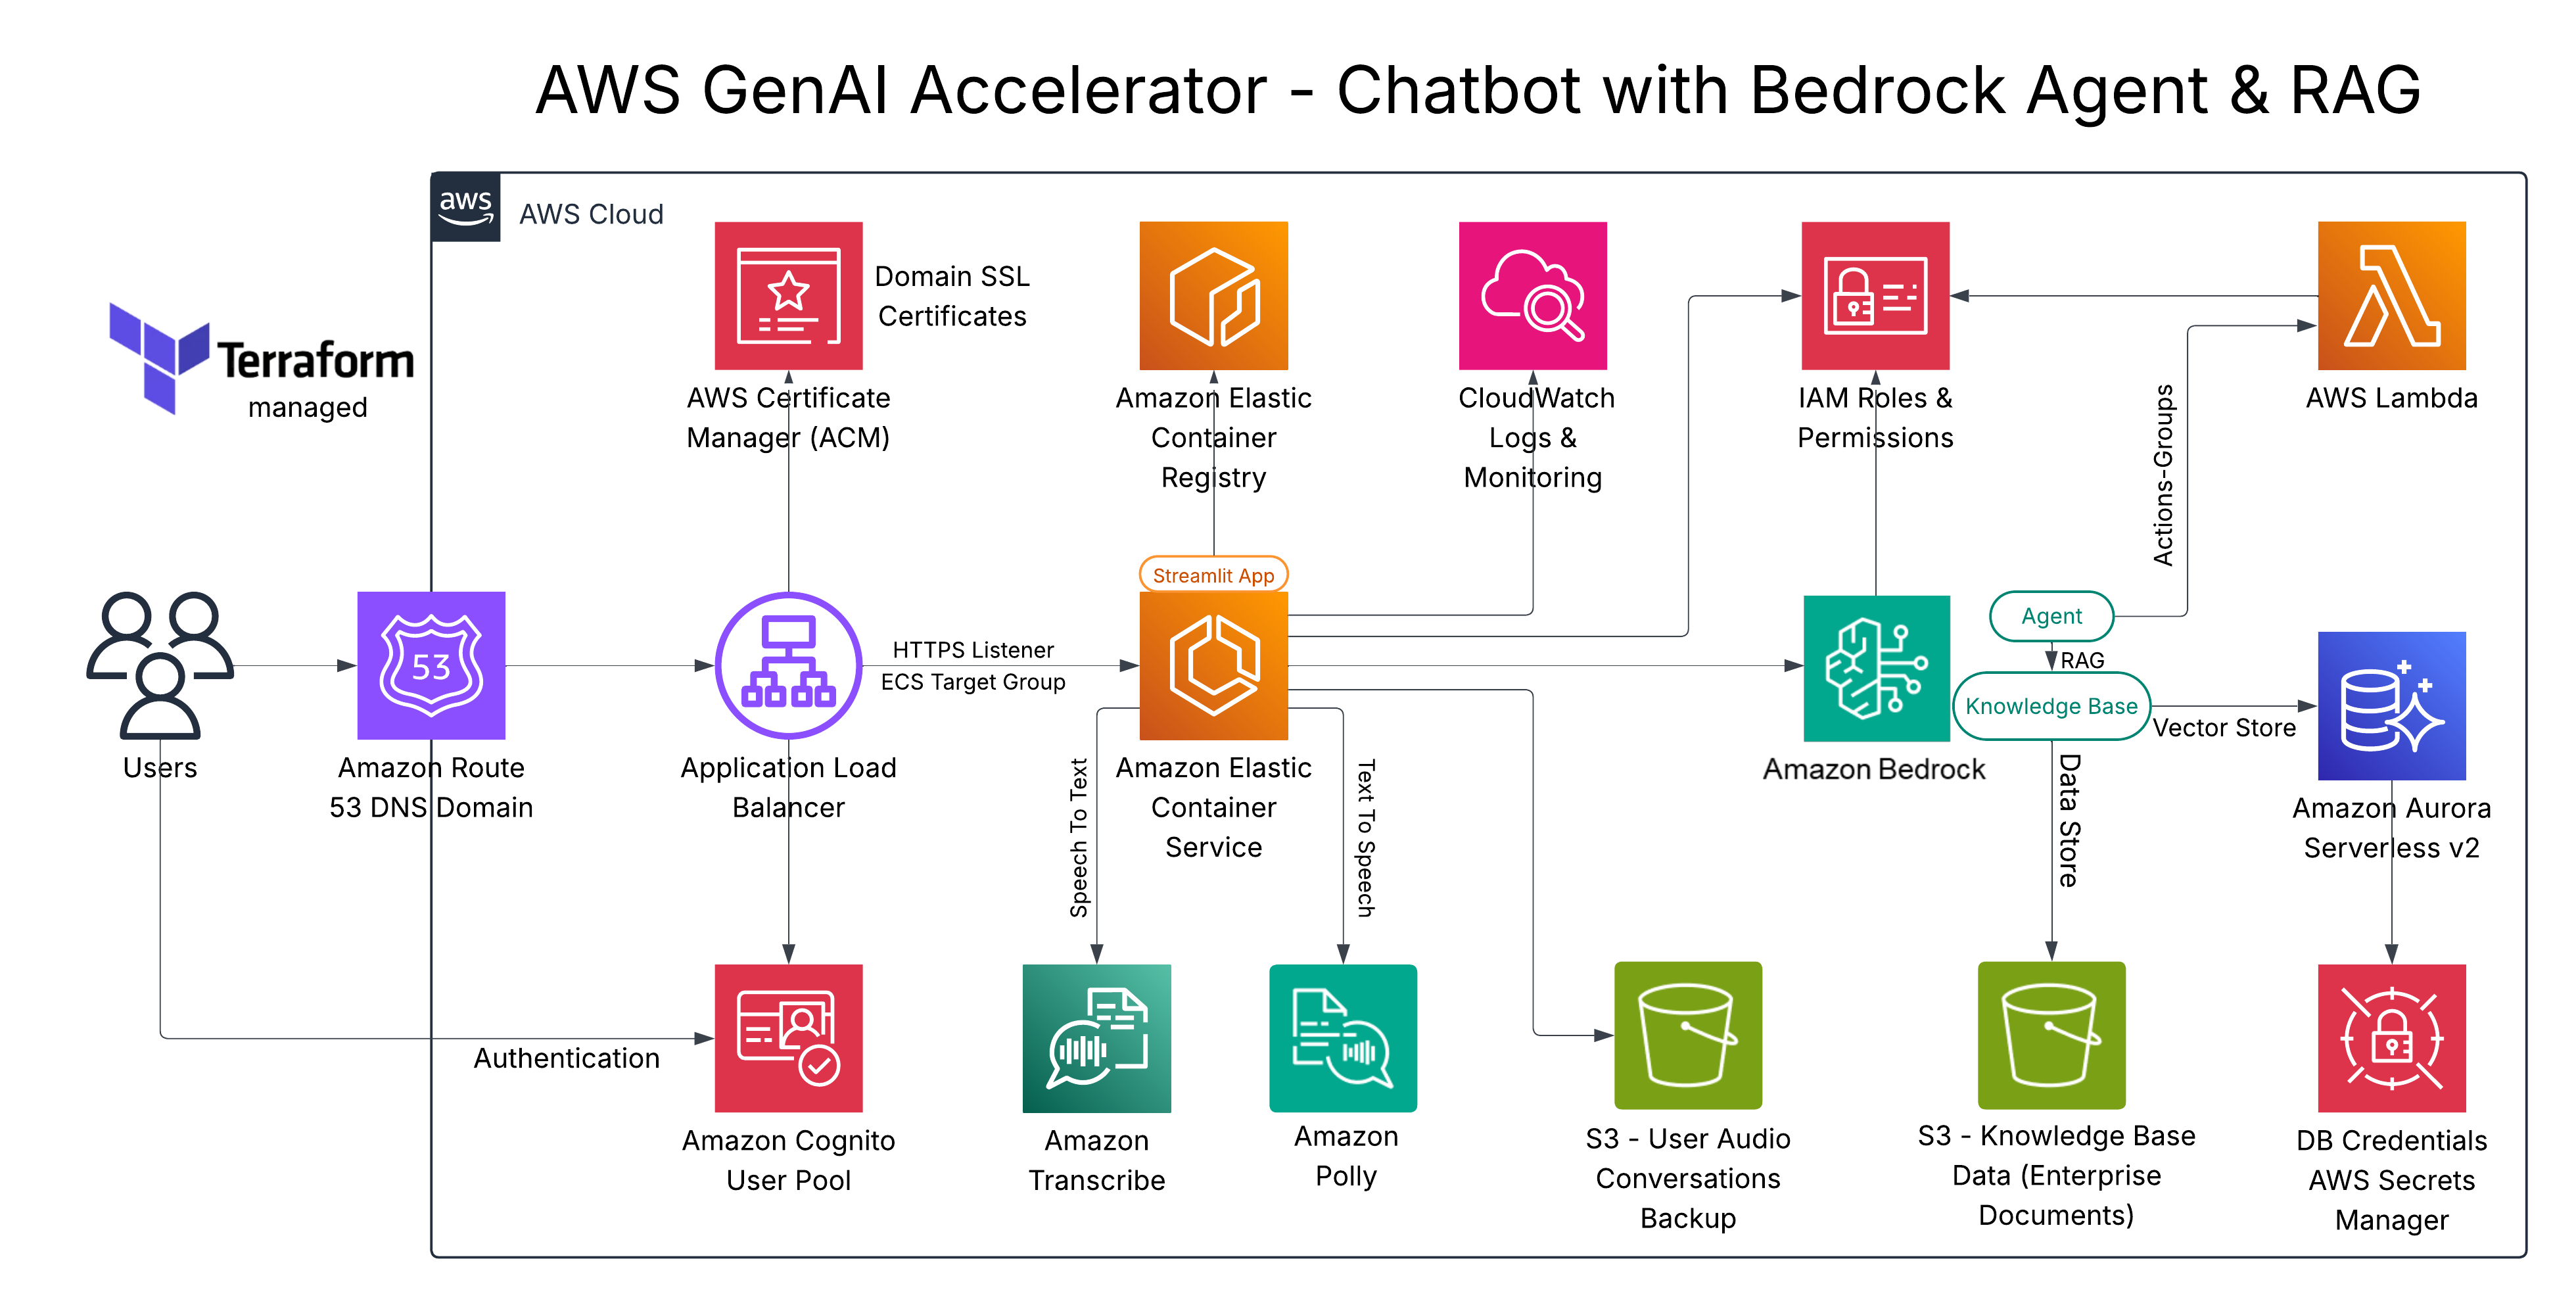 AWS GenAI Accelerator - Chatbot with Bedrock Agent & RAG
aws
AWS Cloud
Terraform
managed
Domain SSL
Certificates
AWS Certificate
Manager (ACM)
Amazon Elastic
Container
Registry
CloudWatch
Logs &
Monitoring
IAM Roles &
Permissions
AWS Lambda
Actions-Groups
Users
53
Amazon Route
53 DNS Domain
Application Load
Balancer
HTTPS Listener
ECS Target Group
Streamlit App
Amazon Elastic
Container
Service
Speech To Text
Text To Speech
Amazon Bedrock
Agent
RAG
Knowledge Base
Vector Store
Data Store
Amazon Aurora
Serverless v2
Authentication
Amazon Cognito
User Pool
Amazon
Transcribe
Amazon
Polly
S3 - User Audio
Conversations
Backup
S3 - Knowledge Base
Data (Enterprise
Documents)
DB Credentials
AWS Secrets
Manager